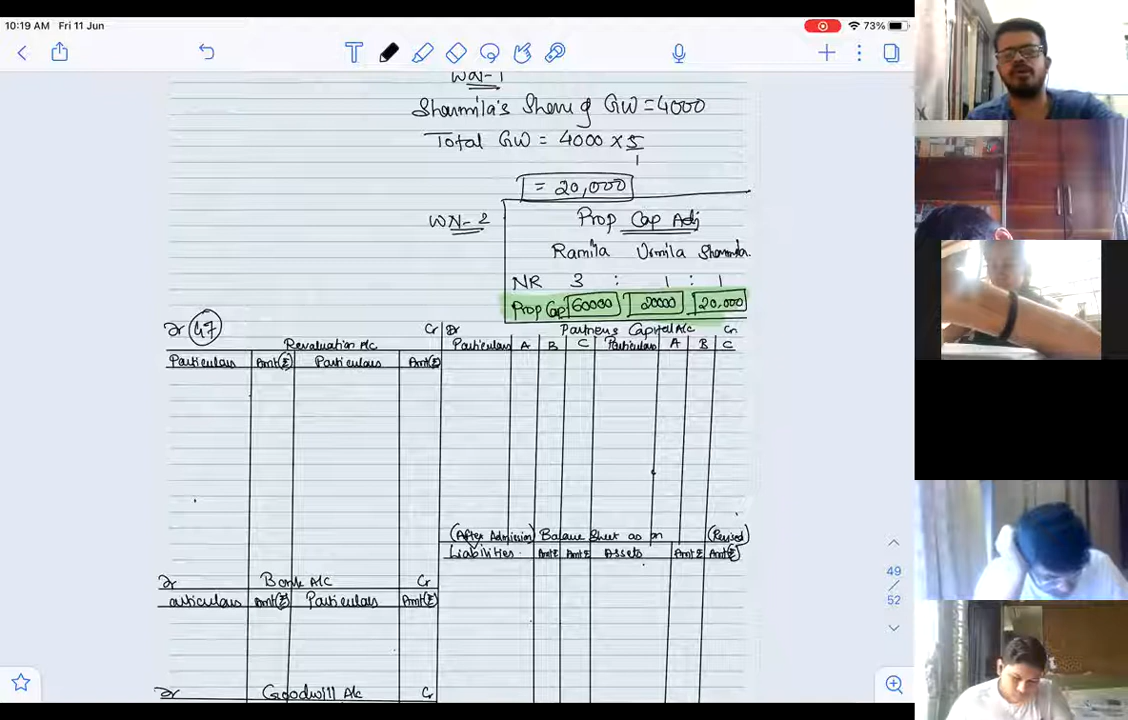 10:19 AM Fri 11 Jun
73%
T
WN-1
Sharmila's Share of GW = 4000
Total GW = 4000 × 5
1
= 20,000
WN-2
Prop Cap Adj
Ramila Urmila Sharmila
NR 3 : 1 : 1
Prop Cap 60000 20000 20,000
Dr 47 Cr Dr Partners Capital A/c Cr
Revaluation A/c Particulars A B C Particulars A B C
Particulars Amt(₹) Particulars Amt(₹)
(After Admission) Balance Sheet as on (Revised)
Liabilities Amt₹ Amt₹ Assets Amt₹ Amt₹
Dr Bank A/c Cr
articulars Amt(₹) Particulars Amt(₹)
49
/
52
Dr Goodwill A/c Cr